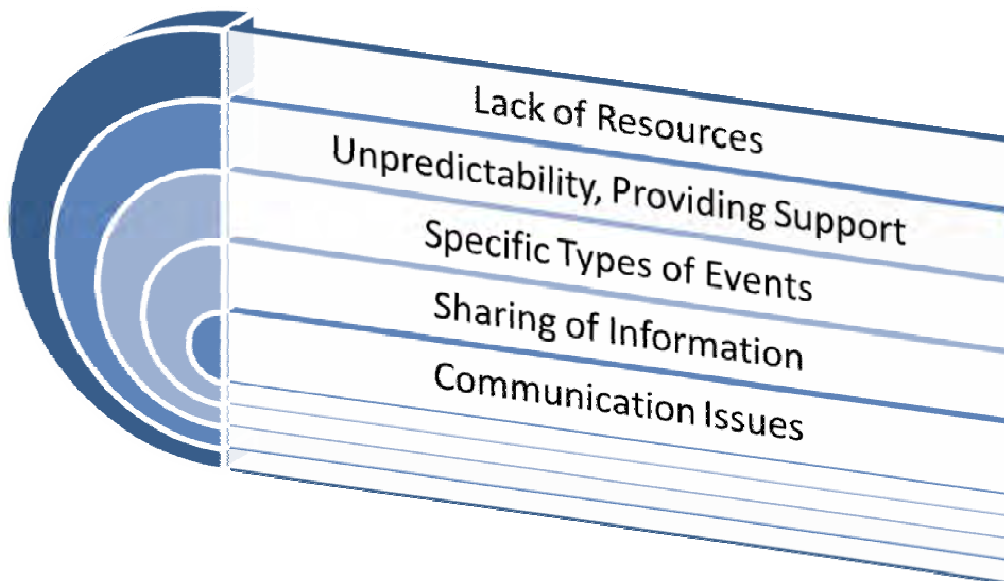 Lack of Resources
Unpredictability, Providing Support
Specific Types of Events
Sharing of Information
Communication Issues